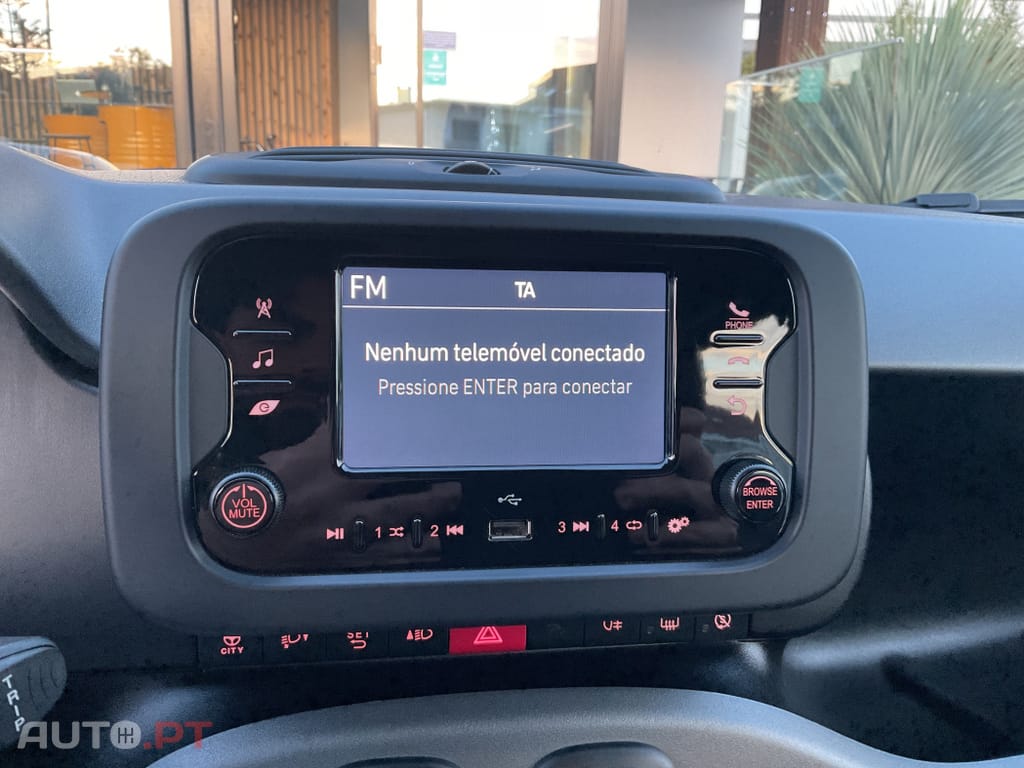 FM TA
Nenhum telemóvel conectado
Pressione ENTER para conectar
PHONE
VOL
MUTE
BROWSE
ENTER
1 2 3 4
CITY
SET
TRIP
AUTO.PT